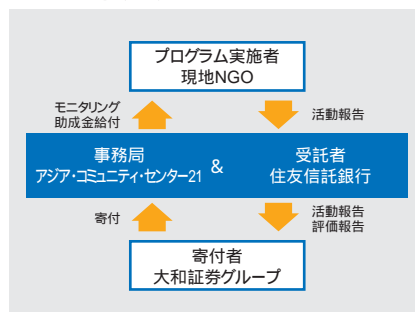 プログラム実施者
現地NGO
モニタリング
助成金給付
活動報告
事務局
アジア・コミュニティ・センター21
&
受託者
住友信託銀行
寄付
活動報告
評価報告
寄付者
大和証券グループ